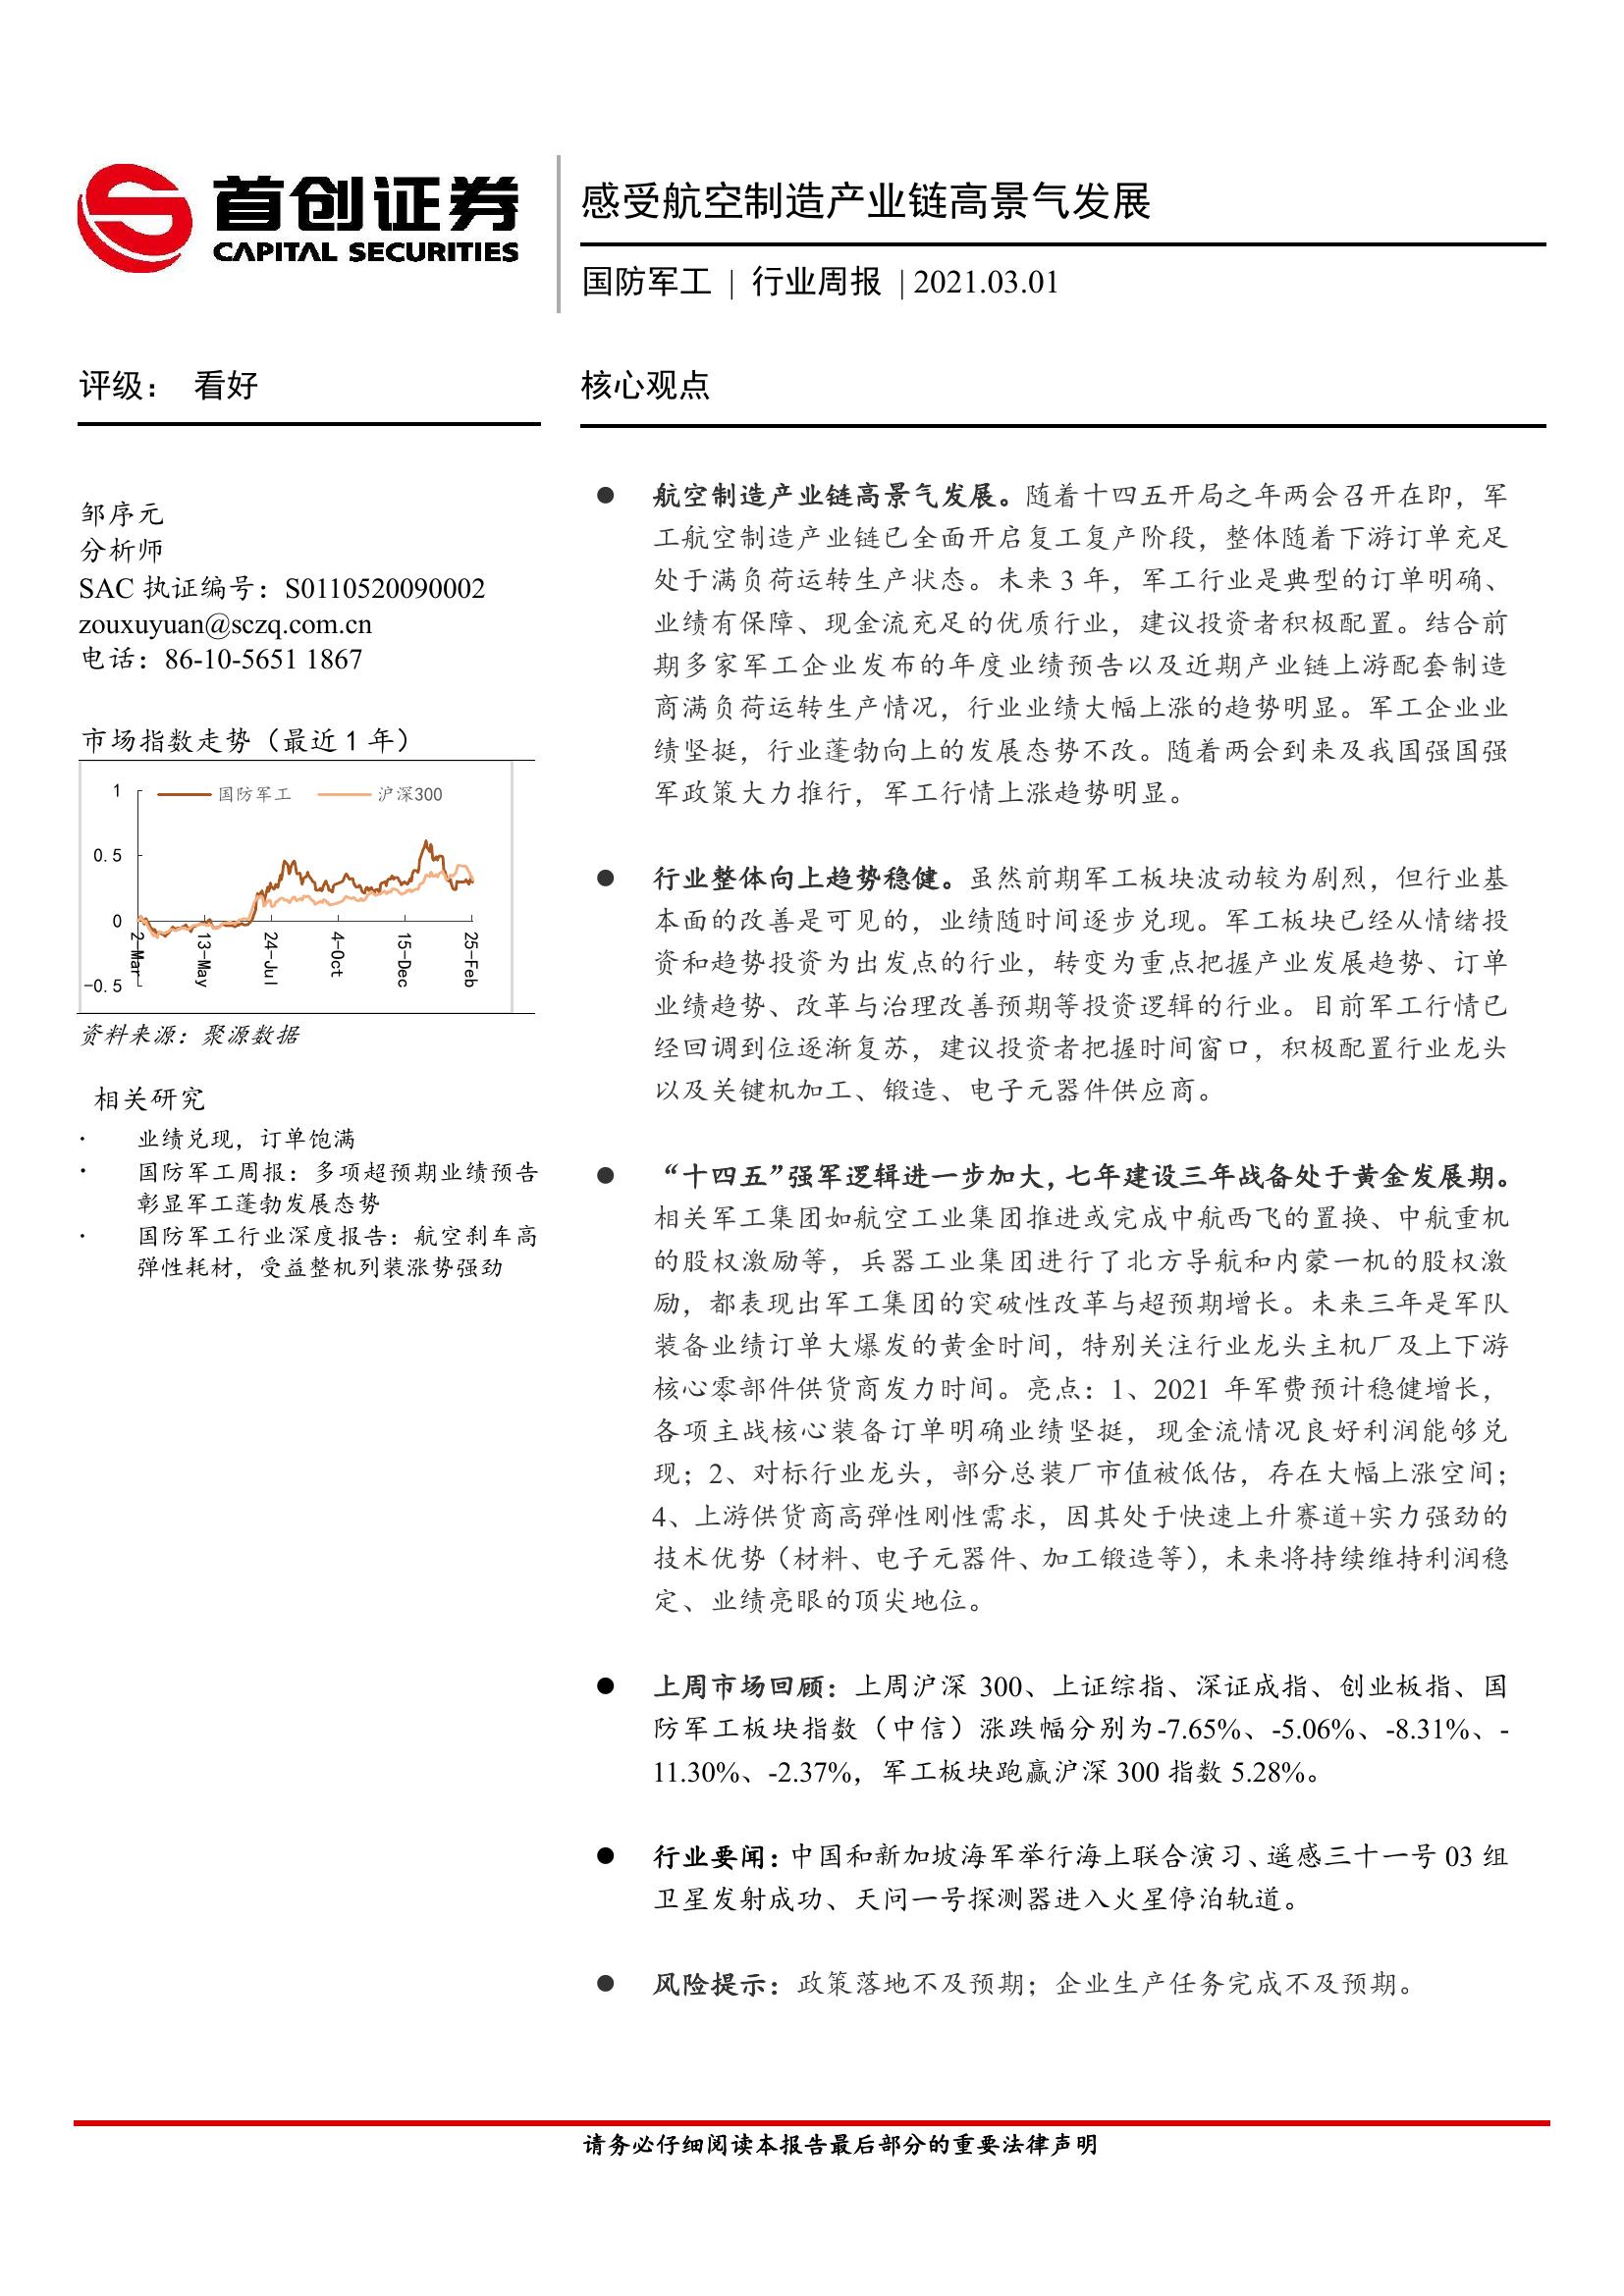 首创证券
CAPITAL SECURITIES
感受航空制造产业链高景气发展
国防军工 | 行业周报 | 2021.03.01
评级： 看好
邹序元
分析师
SAC 执证编号：S0110520090002
zouxuyuan@sczq.com.cn
电话：86-10-5651 1867
市场指数走势（最近 1 年）
国防军工 沪深300
1
0.5
0
-0.5
2-Mar
13-May
24-Jul
4-Oct
15-Dec
25-Feb
资料来源：聚源数据
相关研究
· 业绩兑现，订单饱满
· 国防军工周报：多项超预期业绩预告
彰显军工蓬勃发展态势
· 国防军工行业深度报告：航空刹车高
弹性耗材，受益整机列装涨势强劲
核心观点
● 航空制造产业链高景气发展。随着十四五开局之年两会召开在即，军
工航空制造产业链已全面开启复工复产阶段，整体随着下游订单充足
处于满负荷运转生产状态。未来 3 年，军工行业是典型的订单明确、
业绩有保障、现金流充足的优质行业，建议投资者积极配置。结合前
期多家军工企业发布的年度业绩预告以及近期产业链上游配套制造
商满负荷运转生产情况，行业业绩大幅上涨的趋势明显。军工企业业
绩坚挺，行业蓬勃向上的发展态势不改。随着两会到来及我国强国强
军政策大力推行，军工行情上涨趋势明显。
● 行业整体向上趋势稳健。虽然前期军工板块波动较为剧烈，但行业基
本面的改善是可见的，业绩随时间逐步兑现。军工板块已经从情绪投
资和趋势投资为出发点的行业，转变为重点把握产业发展趋势、订单
业绩趋势、改革与治理改善预期等投资逻辑的行业。目前军工行情已
经回调到位逐渐复苏，建议投资者把握时间窗口，积极配置行业龙头
以及关键机加工、锻造、电子元器件供应商。
● “十四五”强军逻辑进一步加大，七年建设三年战备处于黄金发展期。
相关军工集团如航空工业集团推进或完成中航西飞的置换、中航重机
的股权激励等，兵器工业集团进行了北方导航和内蒙一机的股权激
励，都表现出军工集团的突破性改革与超预期增长。未来三年是军队
装备业绩订单大爆发的黄金时间，特别关注行业龙头主机厂及上下游
核心零部件供货商发力时间。亮点：1、2021 年军费预计稳健增长，
各项主战核心装备订单明确业绩坚挺，现金流情况良好利润能够兑
现；2、对标行业龙头，部分总装厂市值被低估，存在大幅上涨空间；
4、上游供货商高弹性刚性需求，因其处于快速上升赛道+实力强劲的
技术优势（材料、电子元器件、加工锻造等），未来将持续维持利润稳
定、业绩亮眼的顶尖地位。
● 上周市场回顾：上周沪深 300、上证综指、深证成指、创业板指、国
防军工板块指数（中信）涨跌幅分别为-7.65%、-5.06%、-8.31%、-
11.30%、-2.37%，军工板块跑赢沪深 300 指数 5.28%。
● 行业要闻：中国和新加坡海军举行海上联合演习、遥感三十一号 03 组
卫星发射成功、天问一号探测器进入火星停泊轨道。
● 风险提示：政策落地不及预期；企业生产任务完成不及预期。
请务必仔细阅读本报告最后部分的重要法律声明